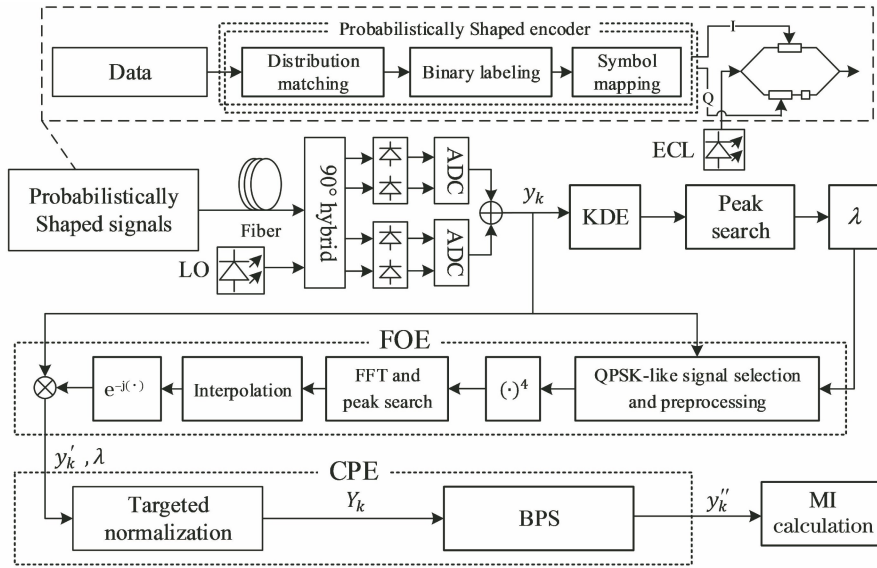 Probabilistically Shaped encoder
Data
Distribution
matching
Binary labeling
Symbol
mapping
I
Q
ECL
Probabilistically
Shaped signals
Fiber
LO
90° hybrid
ADC
ADC
y_k
KDE
Peak
search
λ
FOE
e^{-j(·)}
Interpolation
FFT and
peak search
(·)^4
QPSK-like signal selection
and preprocessing
y_k' , λ
CPE
Targeted
normalization
Y_k
BPS
y_k''
MI
calculation